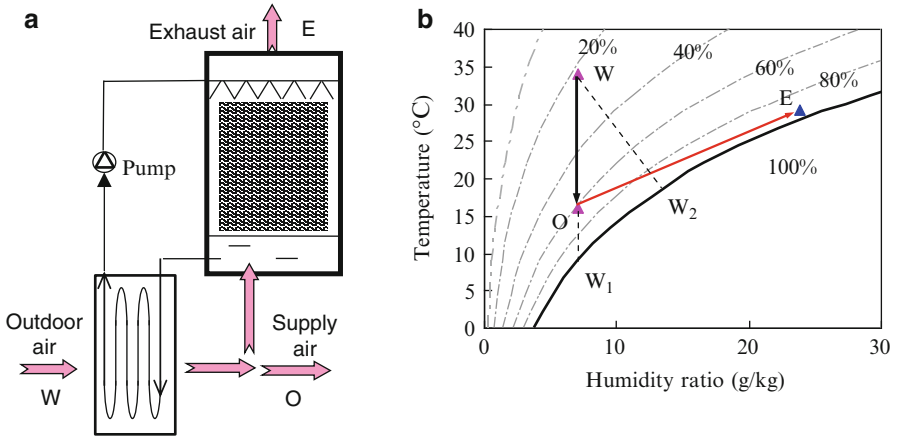 a
Exhaust air
E
Pump
Outdoor
air
W
Supply
air
O
b
Temperature (°C)
40
35
30
25
20
15
10
5
0
20%
40%
60%
80%
100%
W
E
O
W₂
W₁
0
10
20
30
Humidity ratio (g/kg)